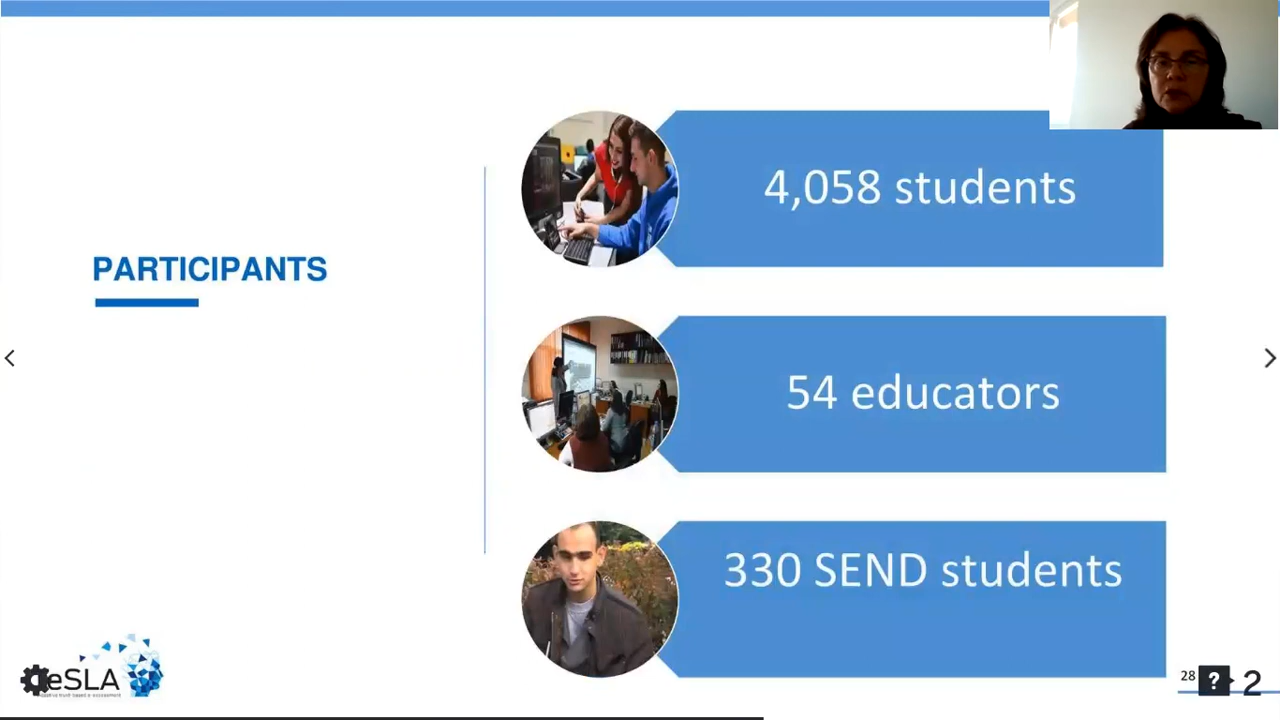 PARTICIPANTS
4,058 students
54 educators
330 SEND students
eSLA
28
?
2